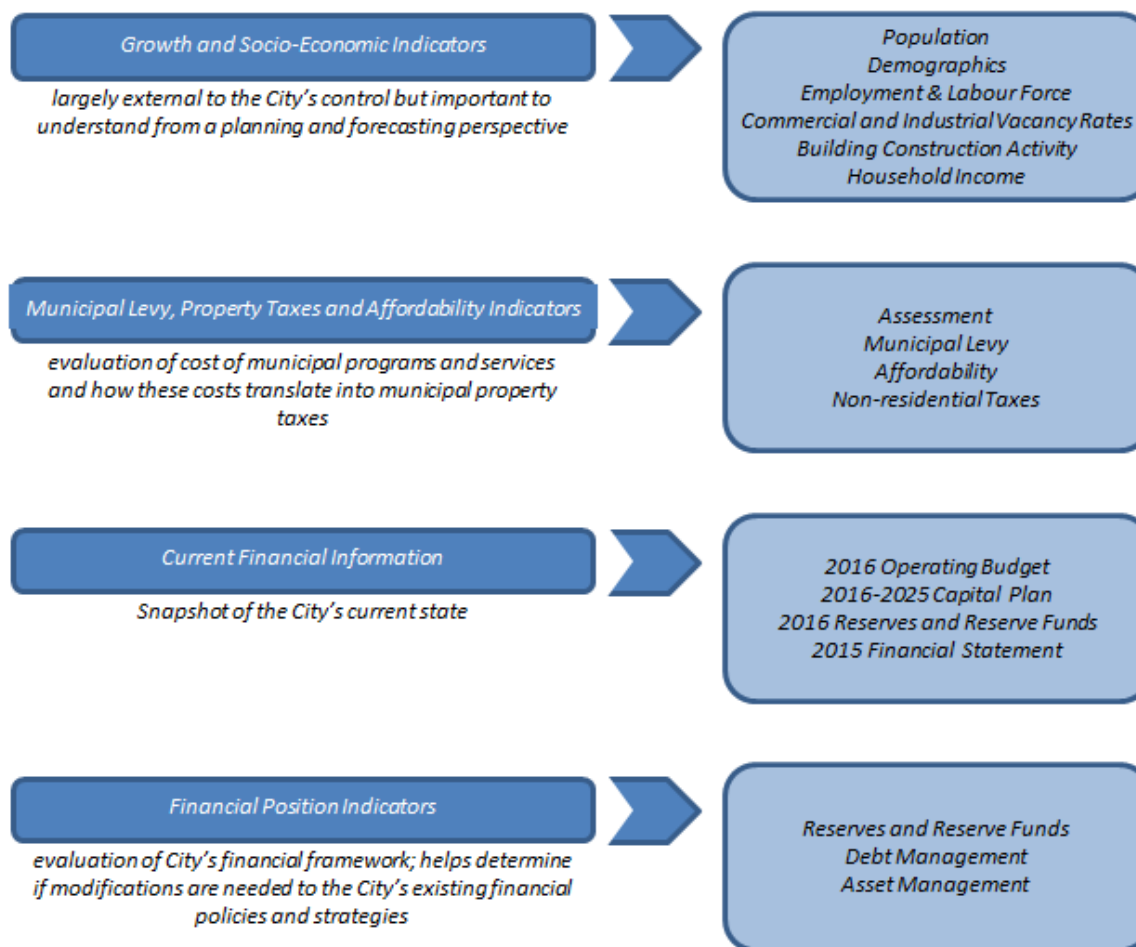 Growth and Socio-Economic Indicators
largely external to the City's control but important to
understand from a planning and forecasting perspective
Population
Demographics
Employment & Labour Force
Commercial and Industrial Vacancy Rates
Building Construction Activity
Household Income
Municipal Levy, Property Taxes and Affordability Indicators
evaluation of cost of municipal programs and services
and how these costs translate into municipal property
taxes
Assessment
Municipal Levy
Affordability
Non-residential Taxes
Current Financial Information
Snapshot of the City's current state
2016 Operating Budget
2016-2025 Capital Plan
2016 Reserves and Reserve Funds
2015 Financial Statement
Financial Position Indicators
evaluation of City's financial framework; helps determine
if modifications are needed to the City's existing financial
policies and strategies
Reserves and Reserve Funds
Debt Management
Asset Management